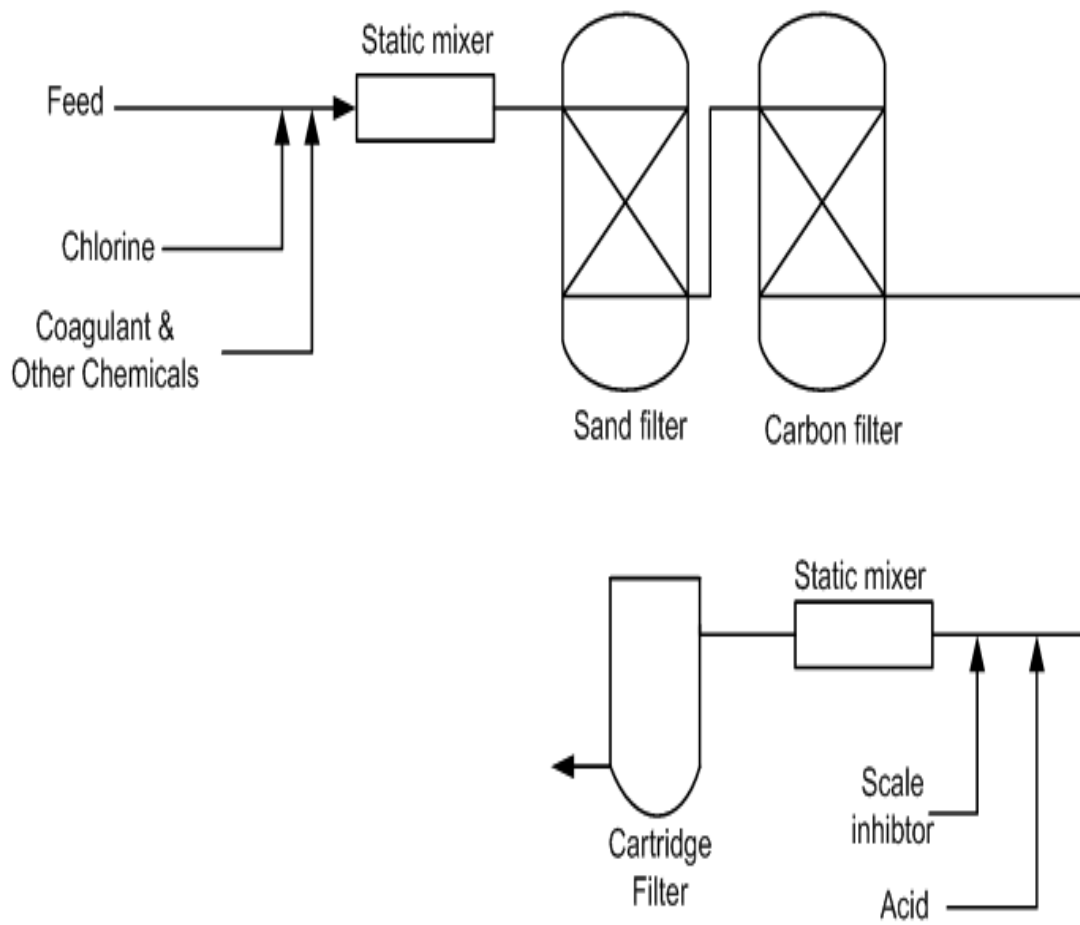 Static mixer
Feed
Chlorine
Coagulant &
Other Chemicals
Sand filter
Carbon filter
Static mixer
Scale
inhibtor
Cartridge
Filter
Acid